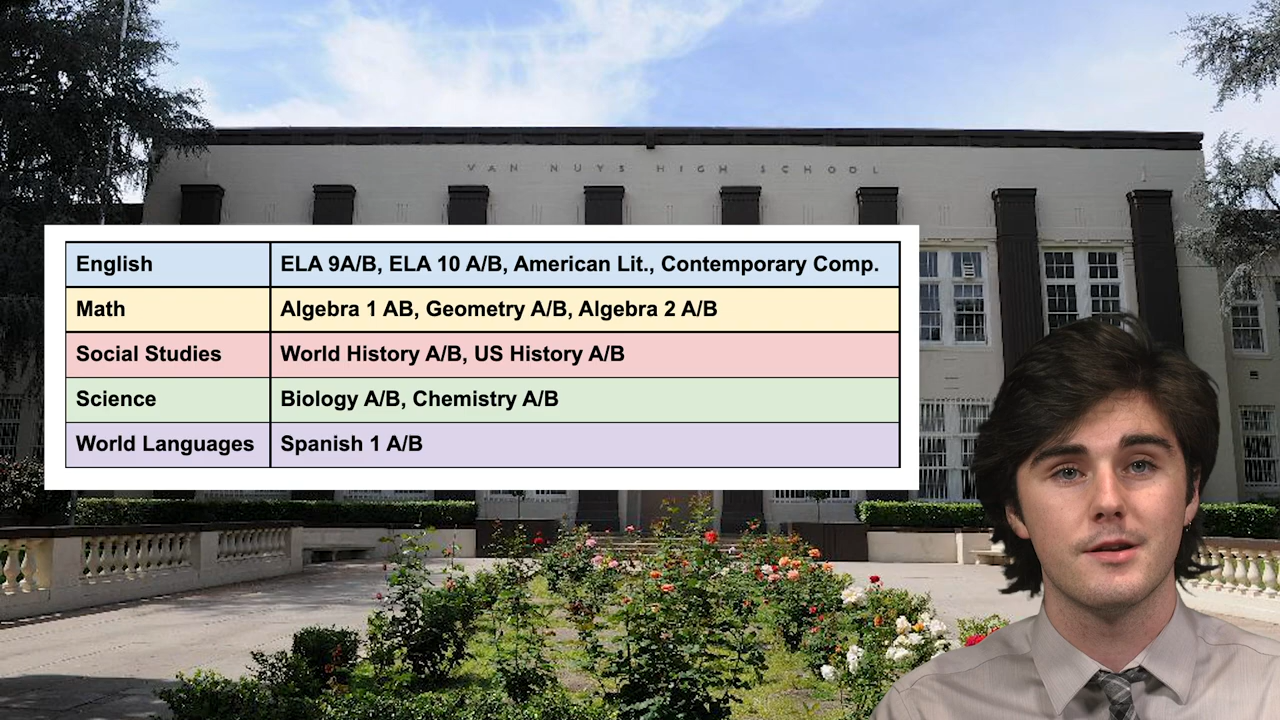 VAN NUYS HIGH SCHOOL
English ELA 9A/B, ELA 10 A/B, American Lit., Contemporary Comp.
Math Algebra 1 AB, Geometry A/B, Algebra 2 A/B
Social Studies World History A/B, US History A/B
Science Biology A/B, Chemistry A/B
World Languages Spanish 1 A/B